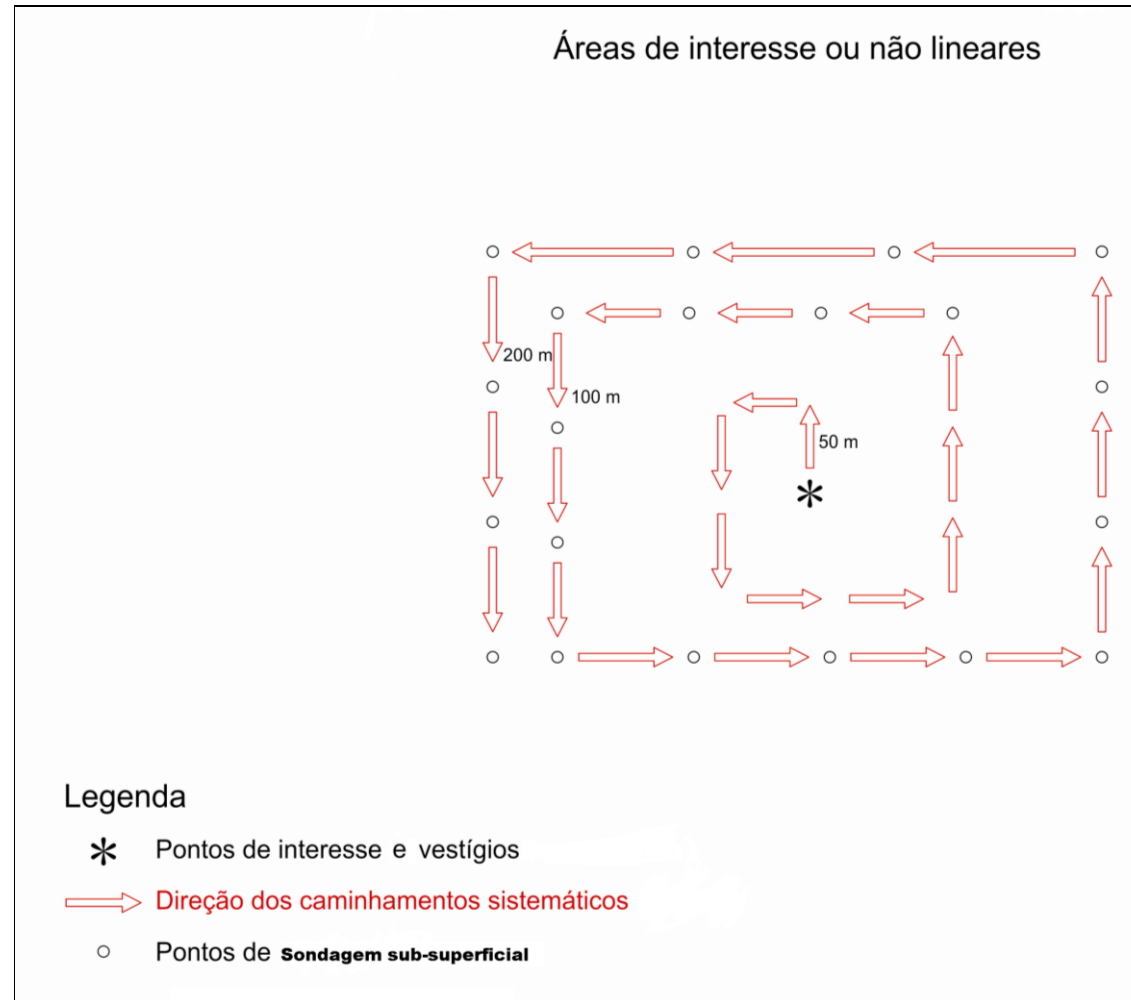 Áreas de interesse ou não lineares
200 m
100 m
50 m
Legenda
* Pontos de interesse e vestígios
Direção dos caminhamentos sistemáticos
Pontos de Sondagem sub-superficial